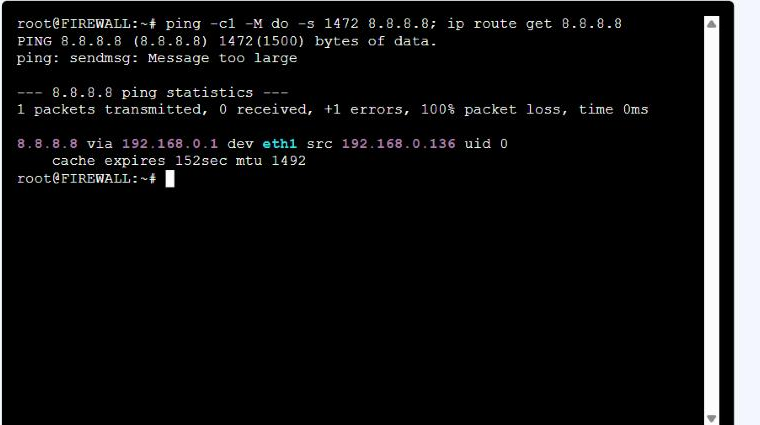 root@FIREWALL:~# ping -c1 -M do -s 1472 8.8.8.8; ip route get 8.8.8.8
PING 8.8.8.8 (8.8.8.8) 1472(1500) bytes of data.
ping: sendmsg: Message too large

--- 8.8.8.8 ping statistics ---
1 packets transmitted, 0 received, +1 errors, 100% packet loss, time 0ms

8.8.8.8 via 192.168.0.1 dev eth1 src 192.168.0.136 uid 0
    cache expires 152sec mtu 1492
root@FIREWALL:~#